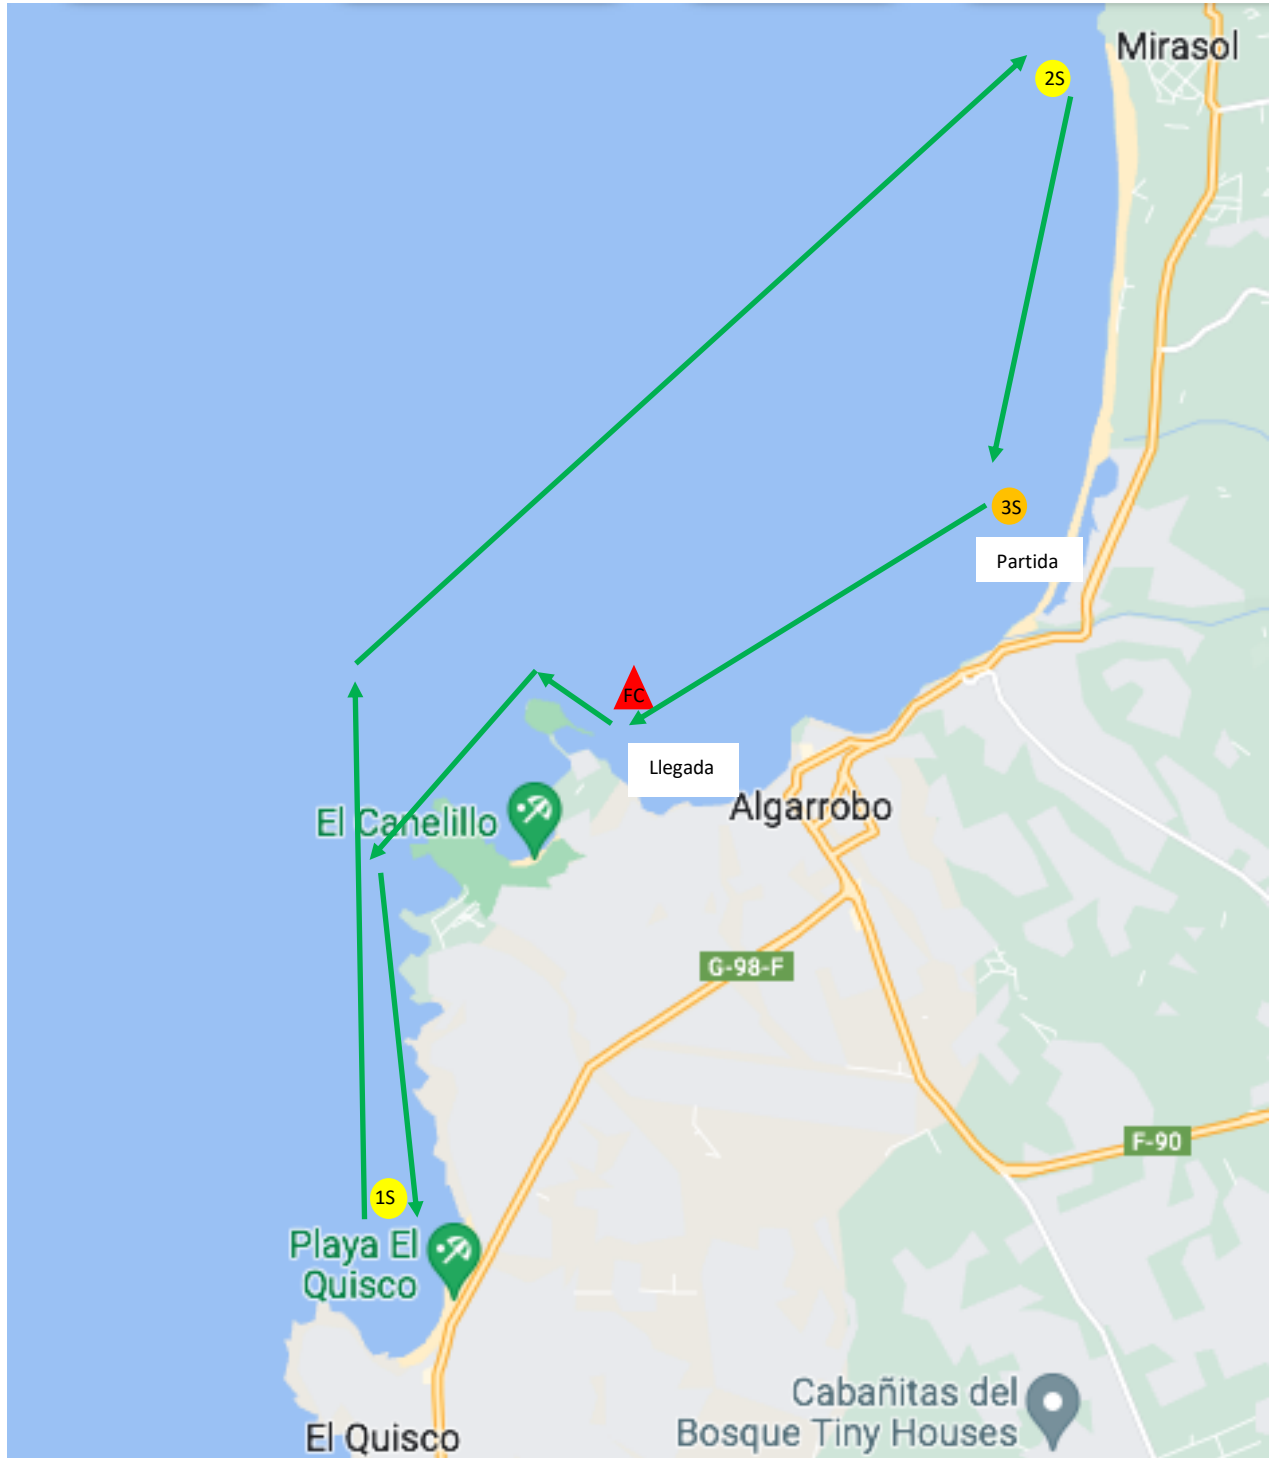 Mirasol
2S
3S
Partida
FC
Llegada
El Canelillo
Algarrobo
G-98-F
F-90
1S
Playa El
Quisco
Cabañitas del
Bosque Tiny Houses
El Quisco